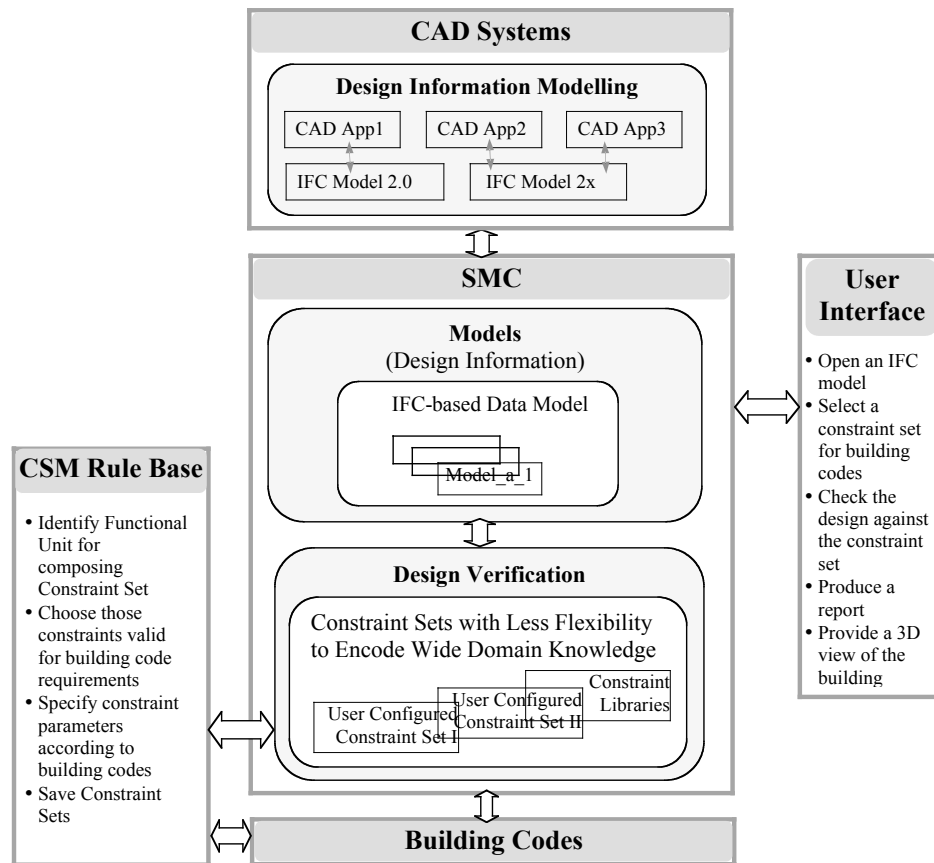 CAD Systems
Design Information Modelling
CAD App1
CAD App2
CAD App3
IFC Model 2.0
IFC Model 2x
SMC
Models
(Design Information)
IFC-based Data Model
Model_a_1
Design Verification
Constraint Sets with Less Flexibility
to Encode Wide Domain Knowledge
User Configured
Constraint Set I
User Configured
Constraint Set II
Constraint
Libraries
Building Codes
CSM Rule Base
• Identify Functional
Unit for
composing
Constraint Set
• Choose those
constraints valid
for building code
requirements
• Specify constraint
parameters
according to
building codes
• Save Constraint
Sets
User
Interface
• Open an IFC
model
• Select a
constraint set
for building
codes
• Check the
design against
the constraint
set
• Produce a
report
• Provide a 3D
view of the
building